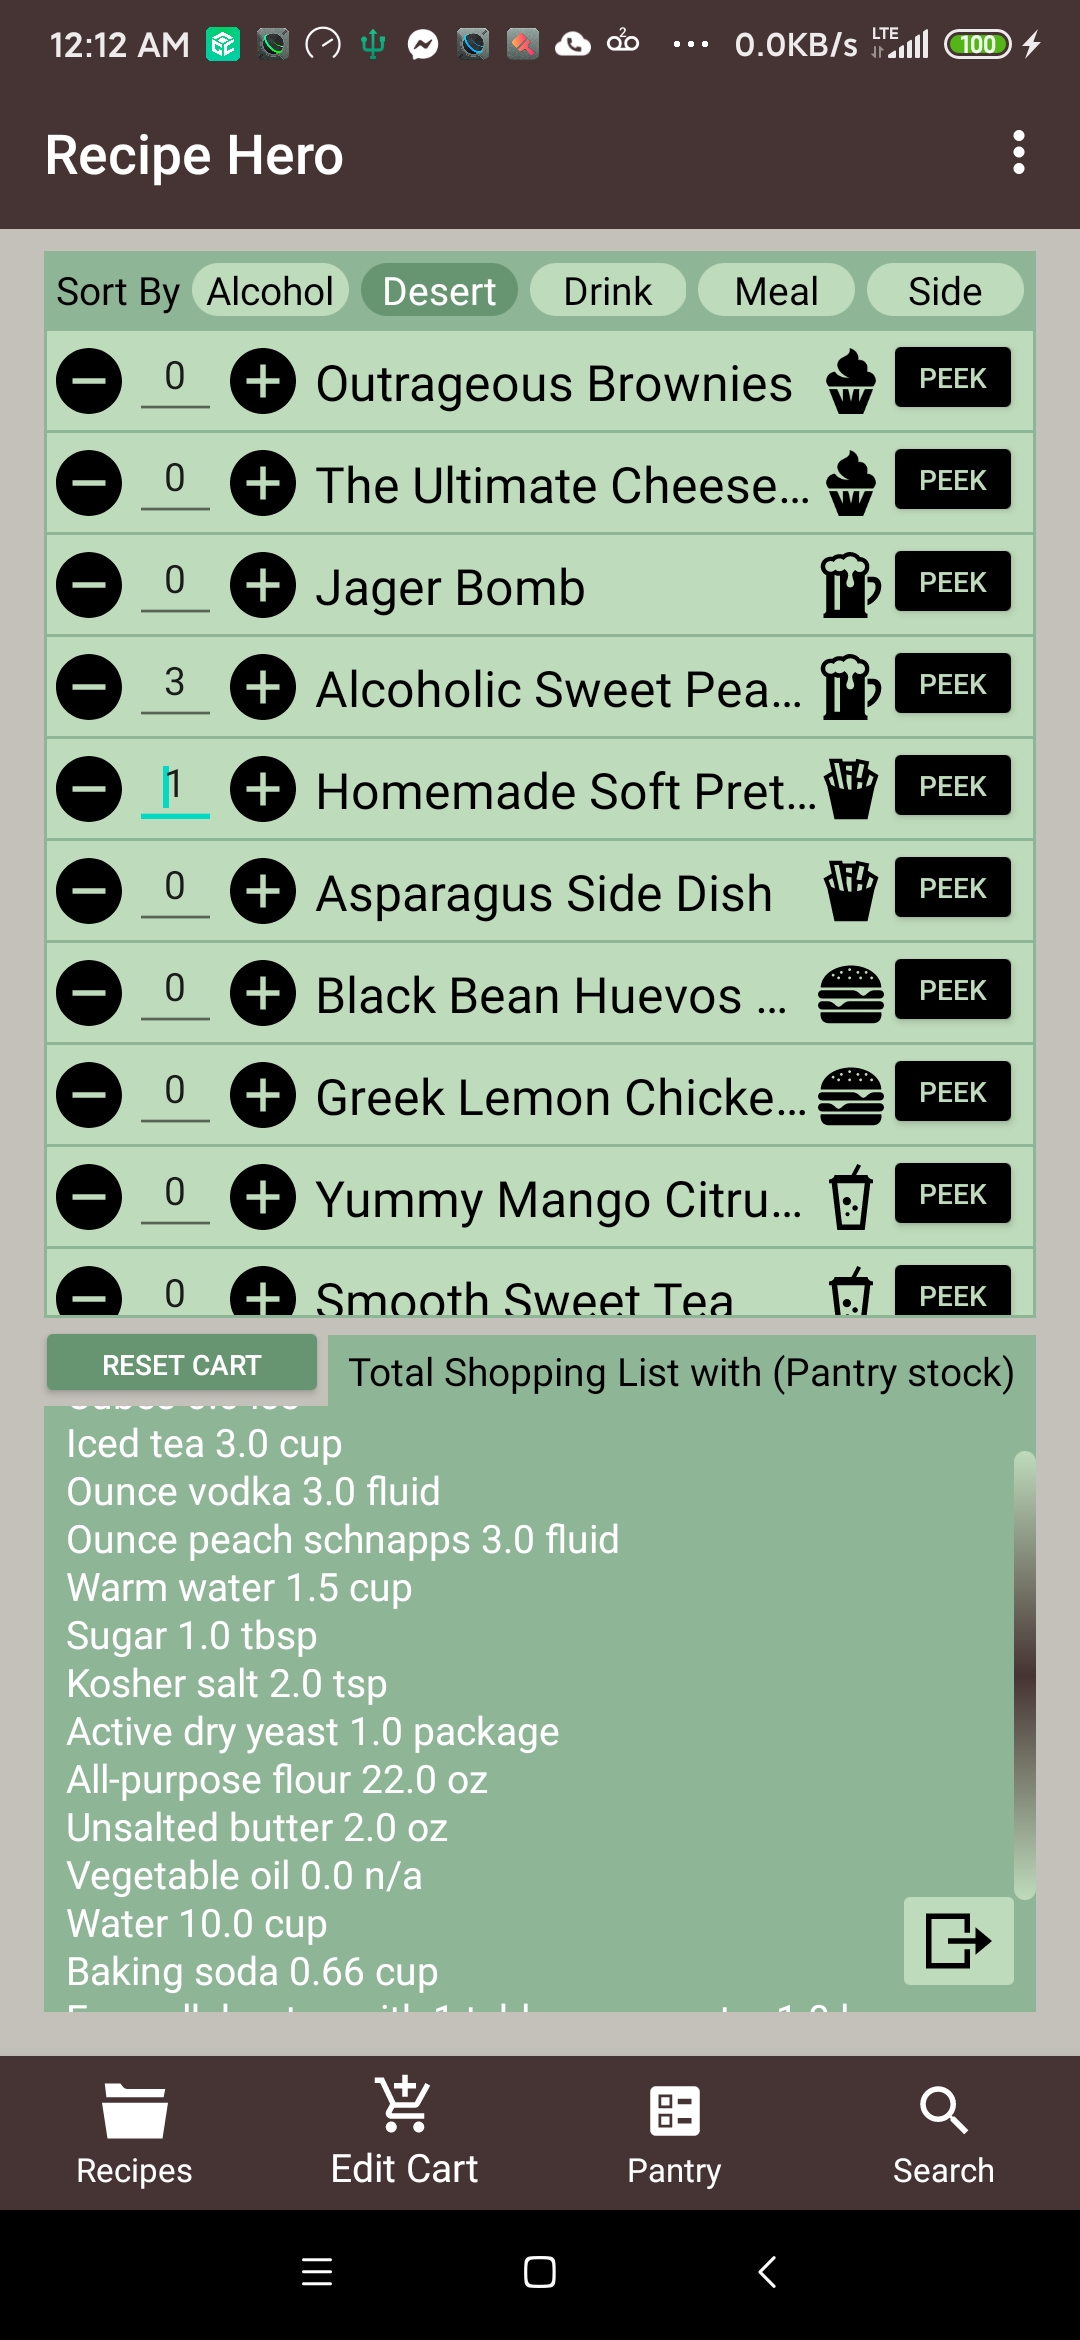 12:12 AM 0.0KB/s LTE 100
Recipe Hero
Sort By Alcohol Desert Drink Meal Side
0 Outrageous Brownies PEEK
0 The Ultimate Cheese... PEEK
0 Jager Bomb PEEK
3 Alcoholic Sweet Pea... PEEK
1 Homemade Soft Pret... PEEK
0 Asparagus Side Dish PEEK
0 Black Bean Huevos ... PEEK
0 Greek Lemon Chicke... PEEK
0 Yummy Mango Citru... PEEK
0 Smooth Sweet Tea PEEK
RESET CART Total Shopping List with (Pantry stock)
Iced tea 3.0 cup
Ounce vodka 3.0 fluid
Ounce peach schnapps 3.0 fluid
Warm water 1.5 cup
Sugar 1.0 tbsp
Kosher salt 2.0 tsp
Active dry yeast 1.0 package
All-purpose flour 22.0 oz
Unsalted butter 2.0 oz
Vegetable oil 0.0 n/a
Water 10.0 cup
Baking soda 0.66 cup
Recipes Edit Cart Pantry Search